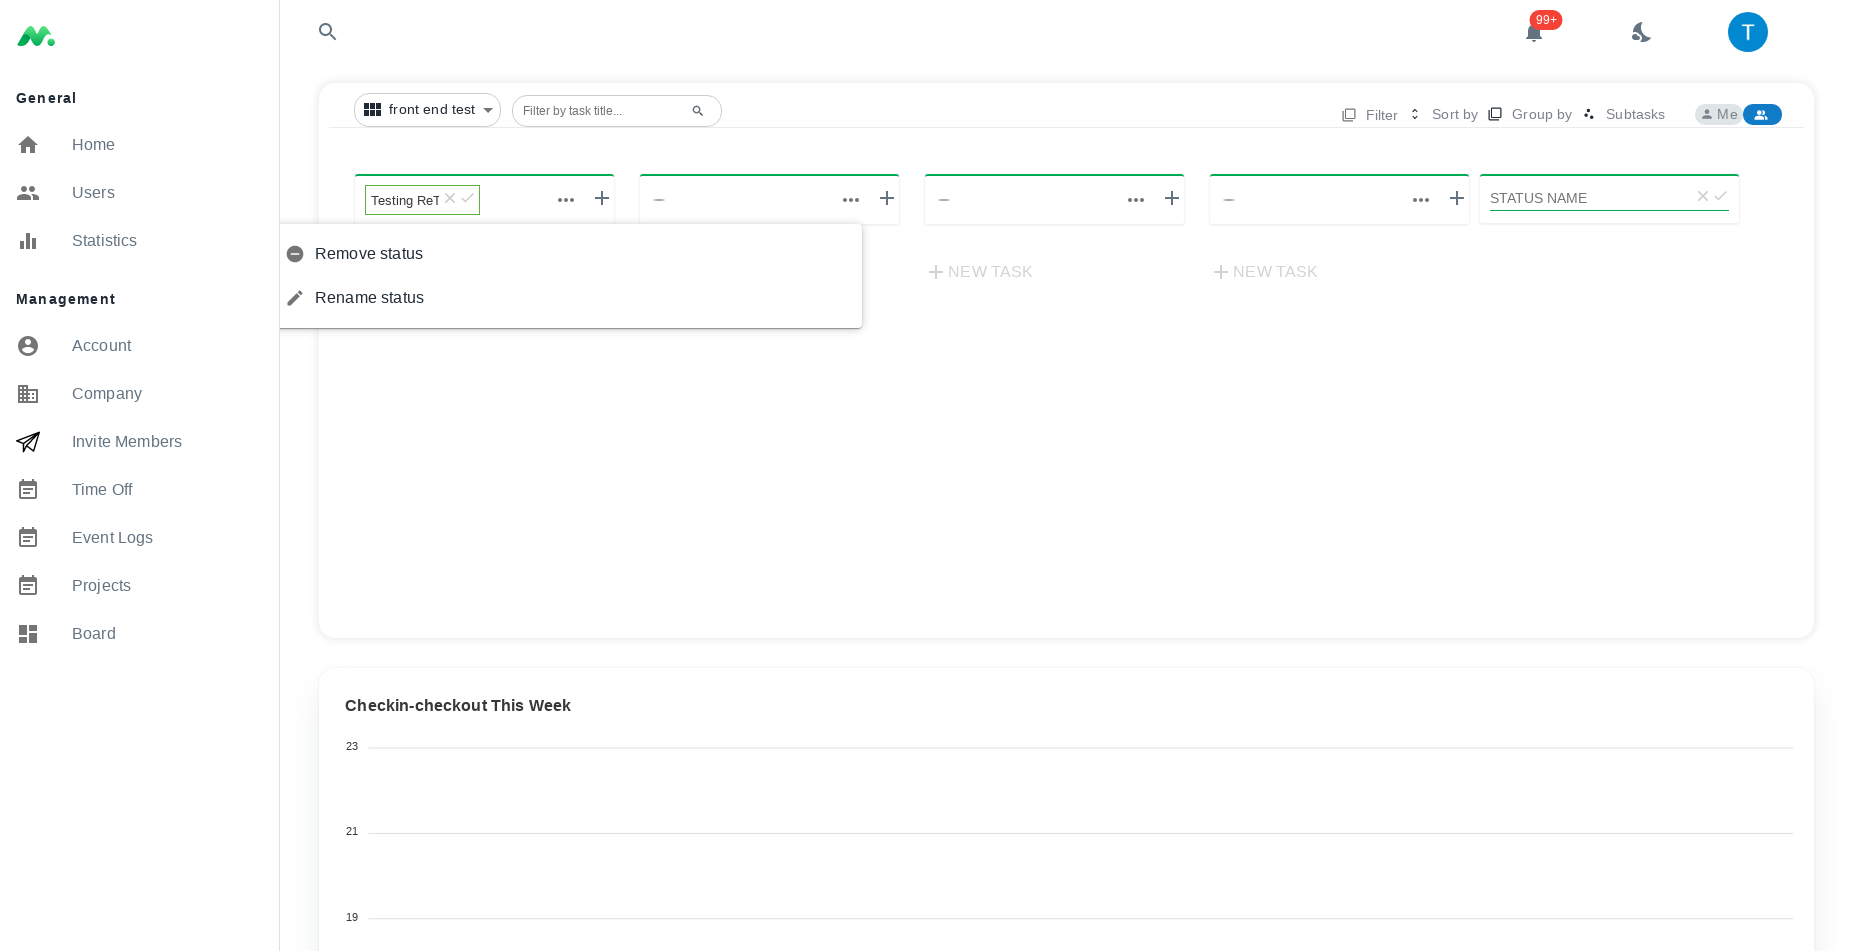 General
Home
Users
Statistics
Management
Account
Company
Invite Members
Time Off
Event Logs
Projects
Board
99+
T
front end test
Filter by task title...
Filter
Sort by
Group by
Subtasks
Me
Testing ReT
STATUS NAME
Remove status
Rename status
NEW TASK
NEW TASK
Checkin-checkout This Week
23
21
19